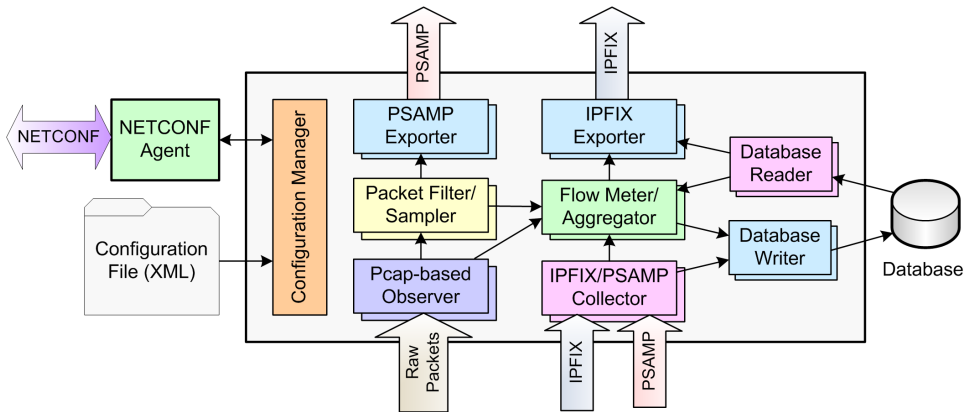 PSAMP
IPFIX
NETCONF
NETCONF
Agent
Configuration
File (XML)
Configuration Manager
PSAMP
Exporter
IPFIX
Exporter
Packet Filter/
Sampler
Flow Meter/
Aggregator
Database
Reader
Pcap-based
Observer
IPFIX/PSAMP
Collector
Database
Writer
Database
Raw
Packets
IPFIX
PSAMP